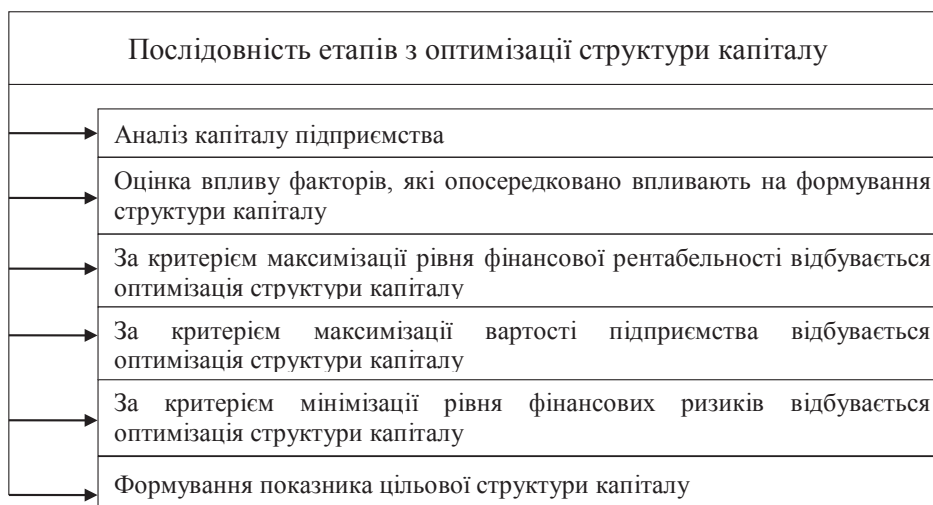 Послідовність етапів з оптимізації структури капіталу
Аналіз капіталу підприємства
Оцінка впливу факторів, які опосередковано впливають на формування
структури капіталу
За критерієм максимізації рівня фінансової рентабельності відбувається
оптимізація структури капіталу
За критерієм максимізації вартості підприємства відбувається
оптимізація структури капіталу
За критерієм мінімізації рівня фінансових ризиків відбувається
оптимізація структури капіталу
Формування показника цільової структури капіталу